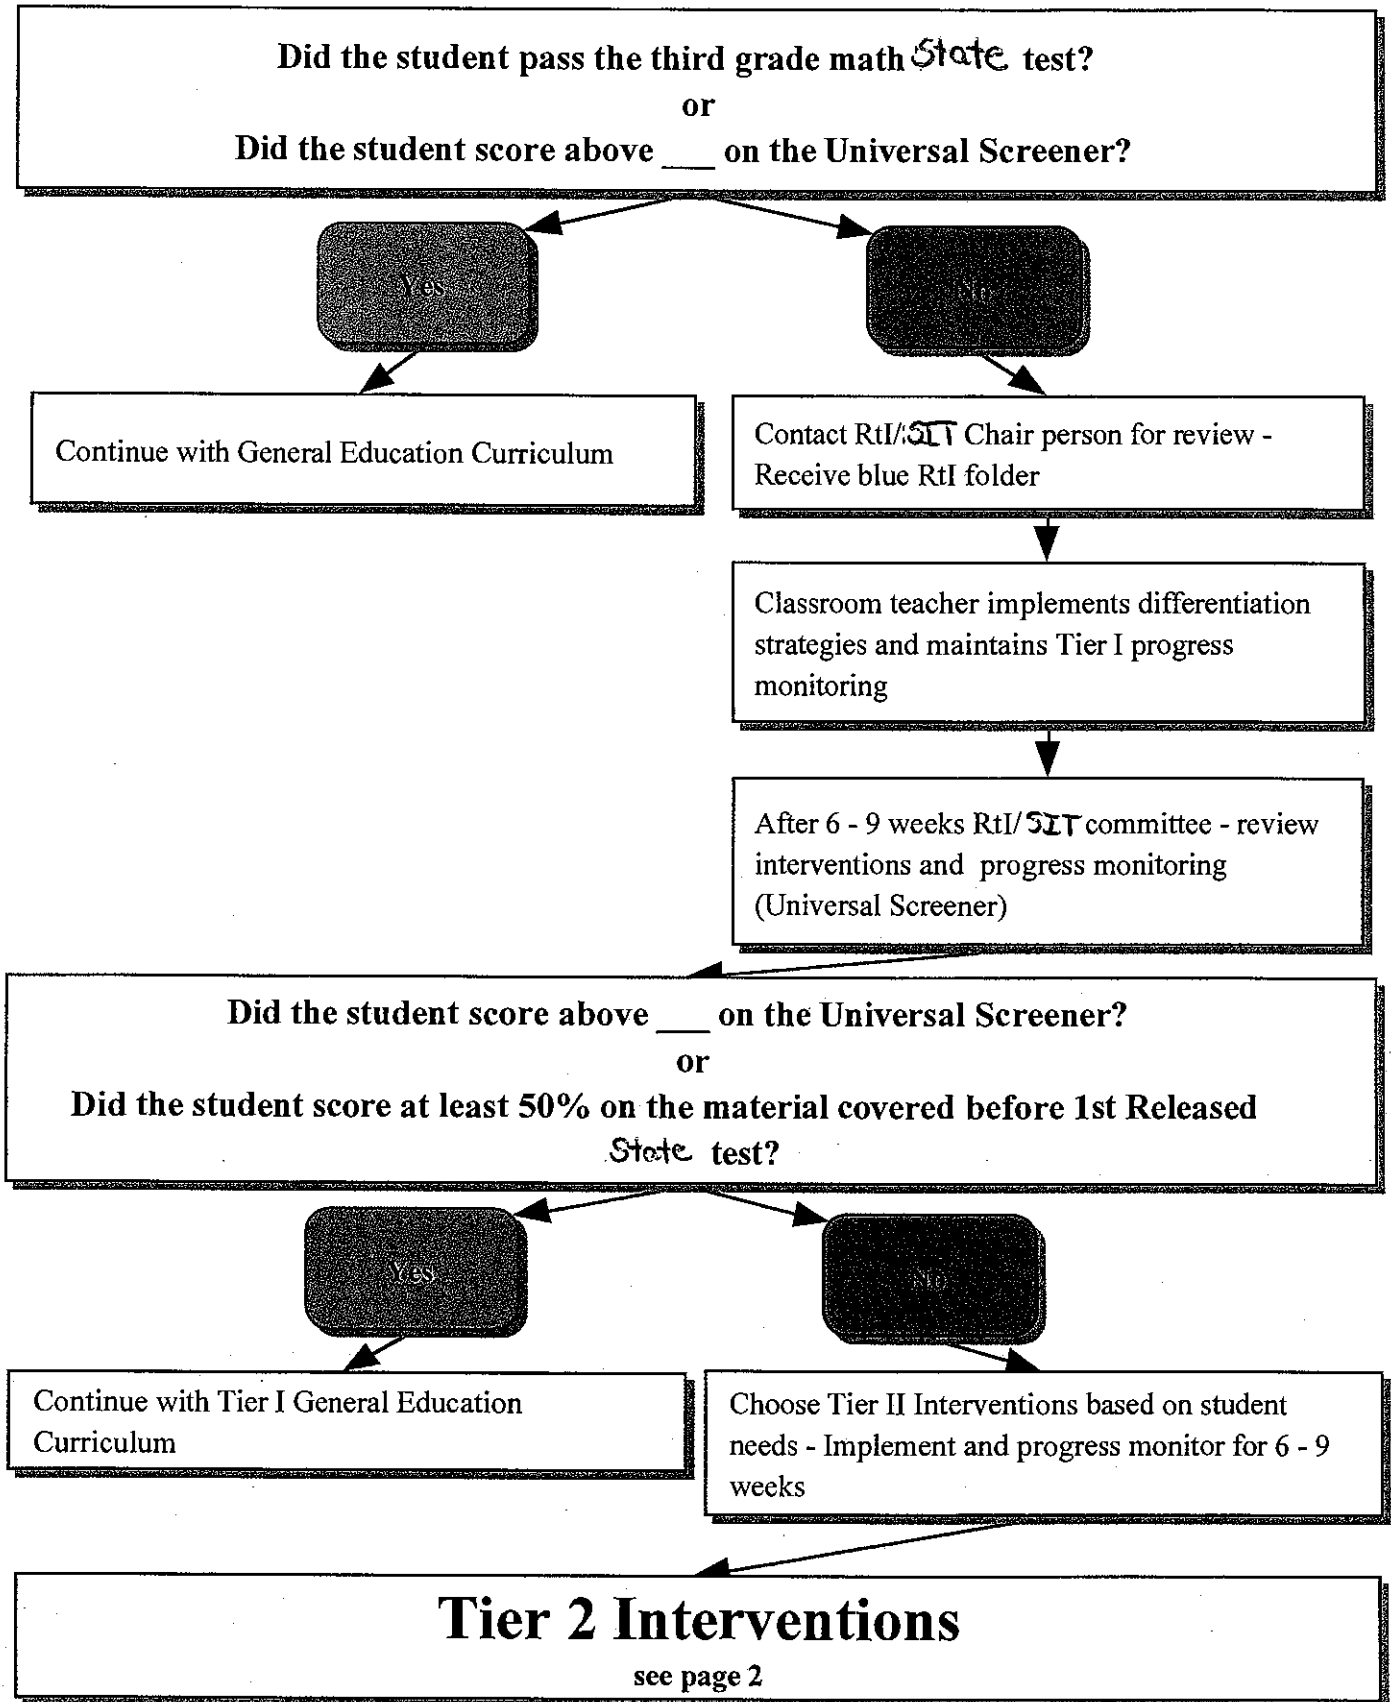 Did the student pass the third grade math State test?
or
Did the student score above ___ on the Universal Screener?
Yes
No
Continue with General Education Curriculum
Contact RtI/SIT Chair person for review -
Receive blue RtI folder
Classroom teacher implements differentiation
strategies and maintains Tier I progress
monitoring
After 6 - 9 weeks RtI/SIT committee - review
interventions and progress monitoring
(Universal Screener)
Did the student score above ___ on the Universal Screener?
or
Did the student score at least 50% on the material covered before 1st Released
State test?
Yes
No
Continue with Tier I General Education
Curriculum
Choose Tier II Interventions based on student
needs - Implement and progress monitor for 6 - 9
weeks
Tier 2 Interventions
see page 2